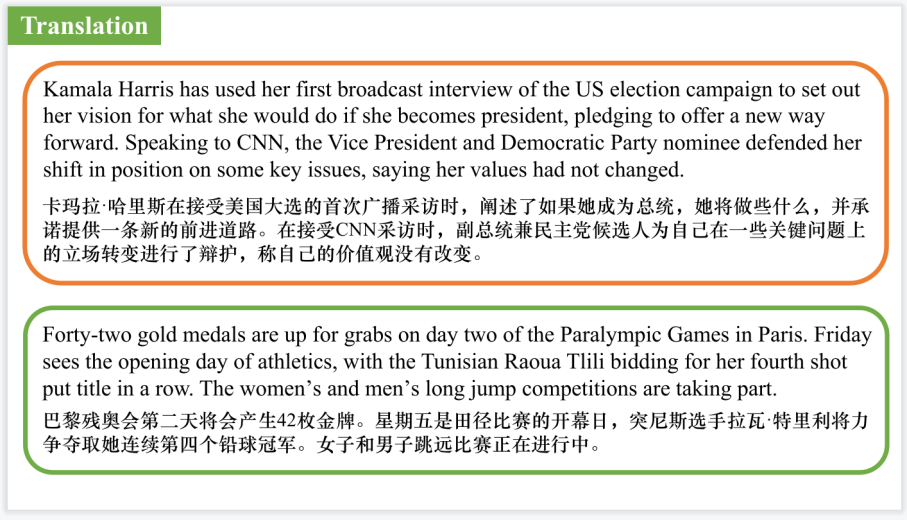 Translation
Kamala Harris has used her first broadcast interview of the US election campaign to set out
her vision for what she would do if she becomes president, pledging to offer a new way
forward. Speaking to CNN, the Vice President and Democratic Party nominee defended her
shift in position on some key issues, saying her values had not changed.
卡玛拉·哈里斯在接受美国大选的首次广播采访时，阐述了如果她成为总统，她将做些什么，并承
诺提供一条新的前进道路。在接受CNN采访时，副总统兼民主党候选人为自己在一些关键问题上
的立场转变进行了辩护，称自己的价值观没有改变。
Forty-two gold medals are up for grabs on day two of the Paralympic Games in Paris. Friday
sees the opening day of athletics, with the Tunisian Raoua Tlili bidding for her fourth shot
put title in a row. The women’s and men’s long jump competitions are taking part.
巴黎残奥会第二天将会产生42枚金牌。星期五是田径比赛的开幕日，突尼斯选手拉瓦·特里利将力
争夺取她连续第四个铅球冠军。女子和男子跳远比赛正在进行中。